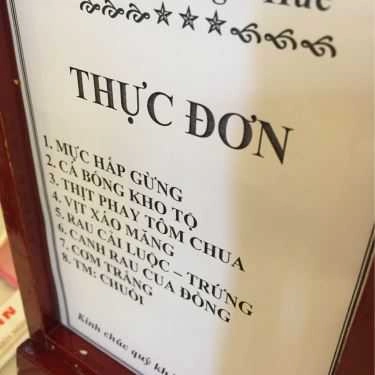 THỰC ĐƠN
1. MỰC HẤP GỪNG
2. CÁ BỐNG KHO TỘ
3. THỊT PHAY TÔM CHUA
4. VỊT XÁO MĂNG
5. RAU CẢI LUỘC – TRỨNG
6. CANH RAU CUA ĐỒNG
7. CƠM TRẮNG
8. TM: CHUỐI
Kính chúc quý